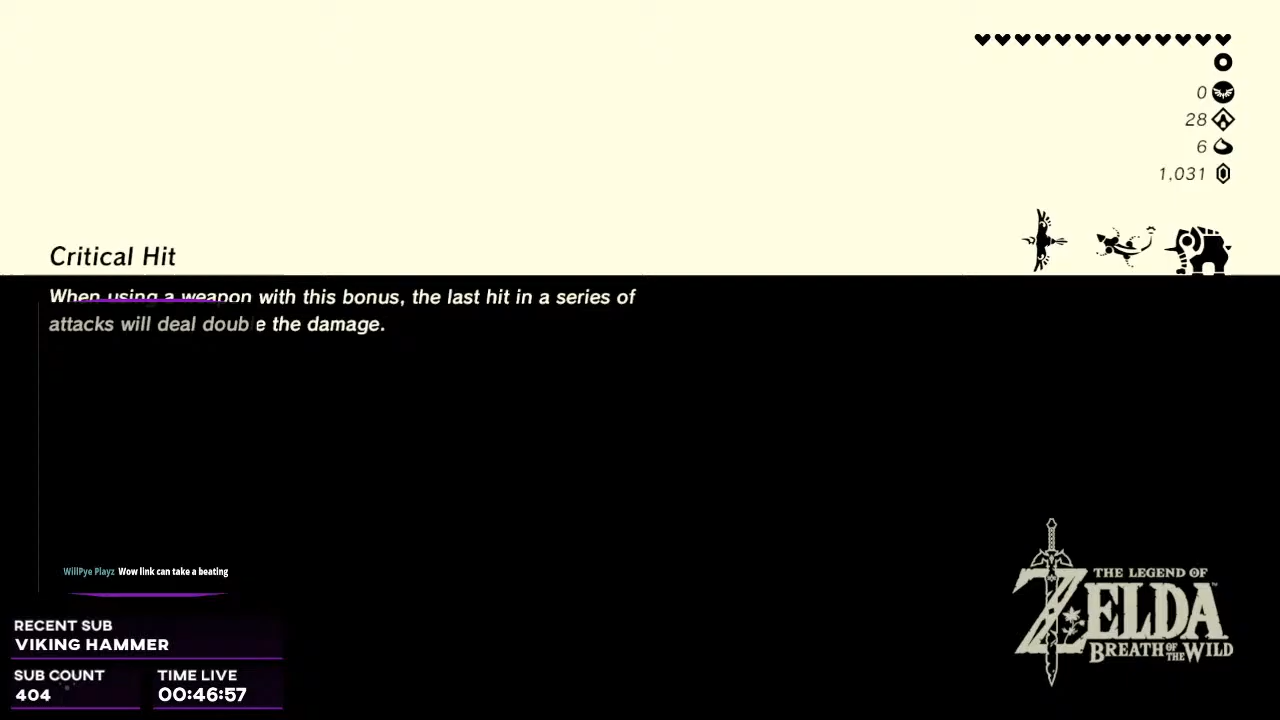 0
28
6
1,031
Critical Hit
When using a weapon with this bonus, the last hit in a series of
attacks will deal double the damage.
WillPye Playz Wow link can take a beating
RECENT SUB
VIKING HAMMER
SUB COUNT
404
TIME LIVE
00:46:57
THE LEGEND OF
ZELDA
BREATH OF THE WILD